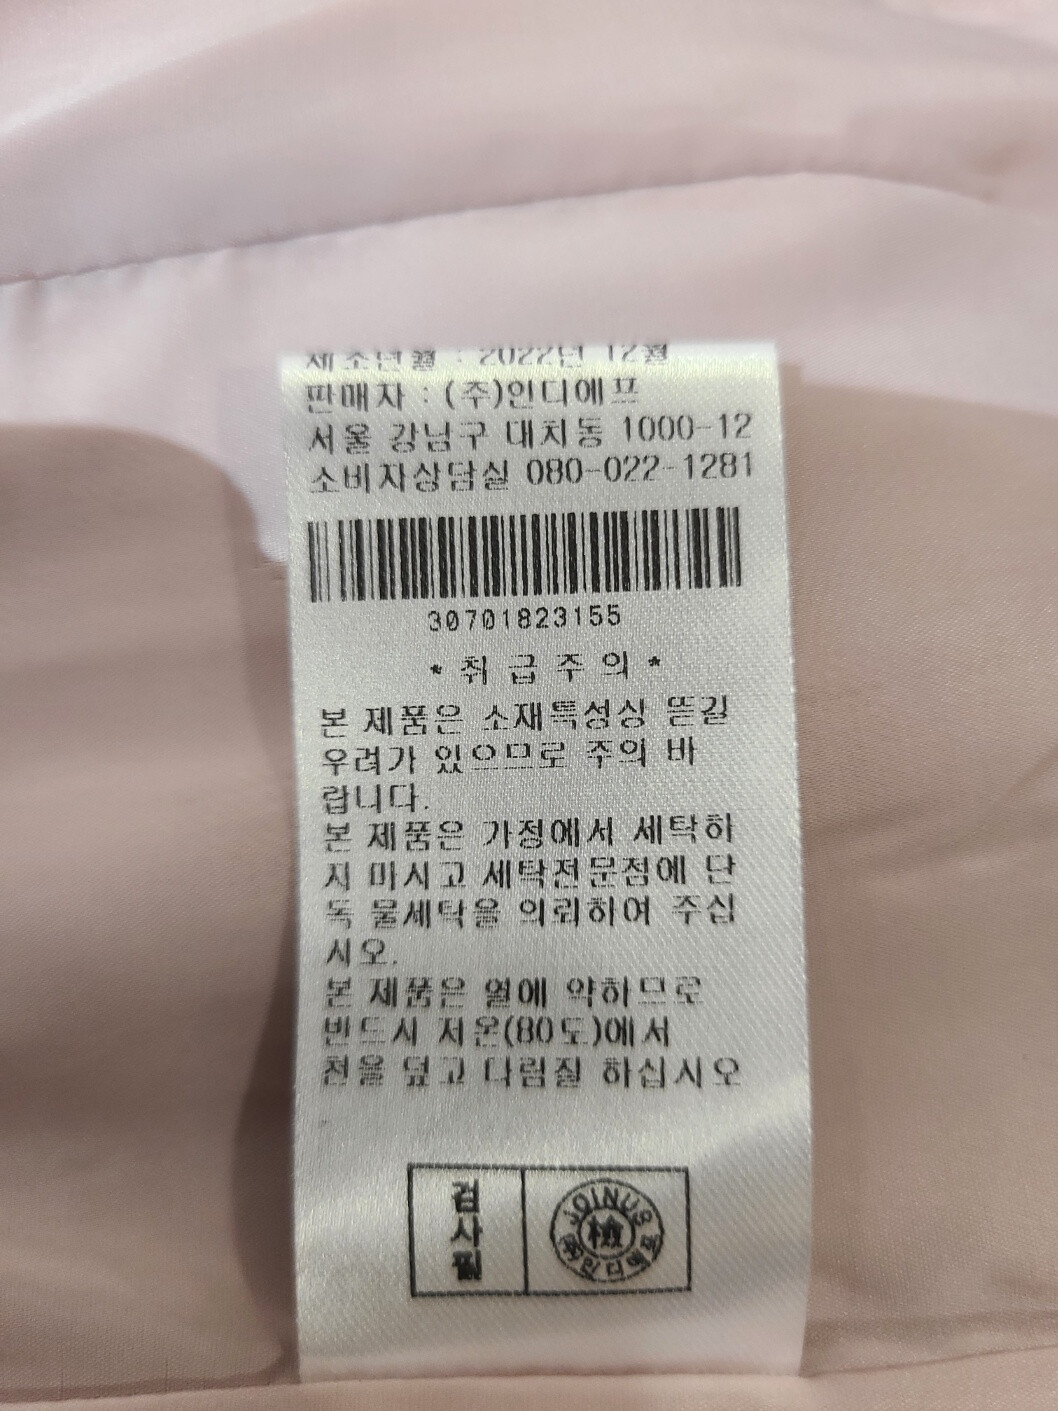 제조년월 : 2022년 12월
판매자 : (주)인디에프
서울 강남구 대치동 1000-12
소비자상담실 080-022-1281
30701823155
* 취 급 주 의 *
본 제품은 소재특성상 뜯길
우려가 있으므로 주의 바
랍니다.
본 제품은 가정에서 세탁하
지 마시고 세탁전문점에 단
독 물세탁을 의뢰하여 주십
시오.
본 제품은 열에 약하므로
반드시 저온(80도)에서
천을 덮고 다림질 하십시오
검사필
JOINUS
檢
(주)인디에프